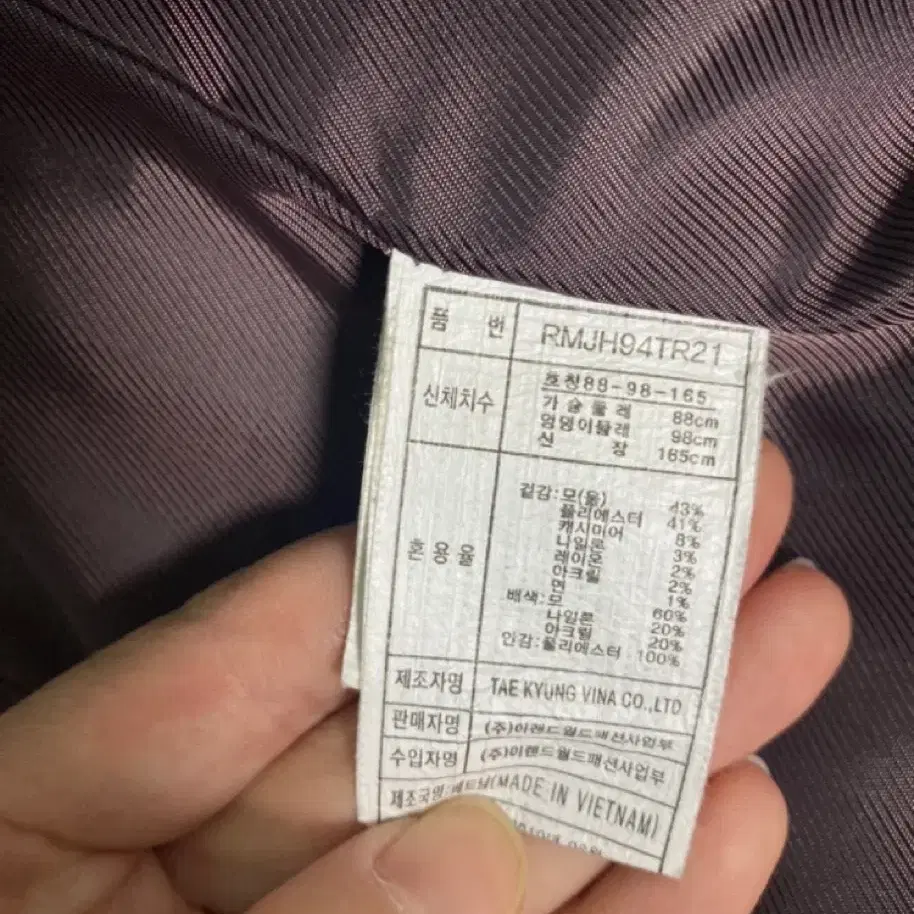 품 번 RMJH94TR21
신체치수 호칭88-98-165
가슴둘레 88cm
엉덩이둘레 98cm
신 장 165cm
혼용율
겉감:모(울) 43%
폴리에스터 41%
캐시미어 8%
나일론 3%
레이온 2%
아크릴 2%
면 1%
배색:모 60%
나일론 20%
아크릴 20%
안감:폴리에스터 100%
제조자명 TAE KYUNG VINA CO.,LTD
판매자명 (주)이랜드월드패션사업부
수입자명 (주)이랜드월드패션사업부
제조국명:베트남(MADE IN VIETNAM)